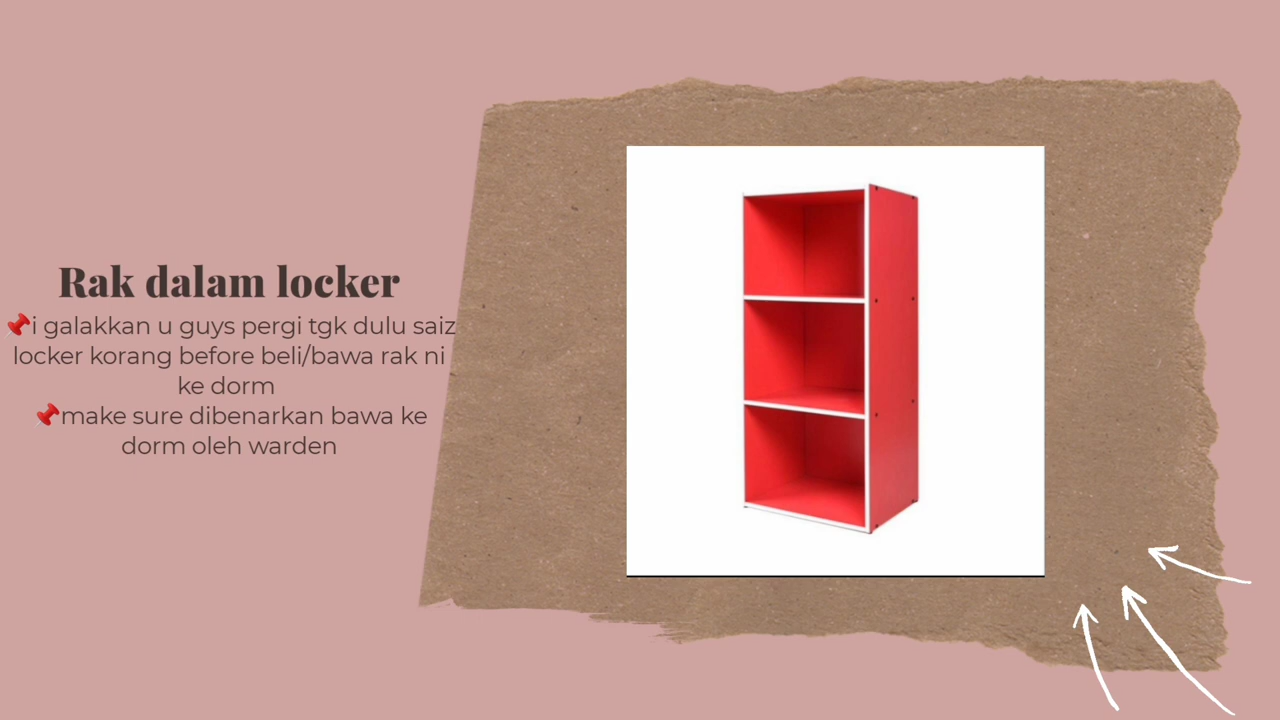 Rak dalam locker
📌i galakkan u guys pergi tgk dulu saiz
locker korang before beli/bawa rak ni
ke dorm
📌make sure dibenarkan bawa ke
dorm oleh warden